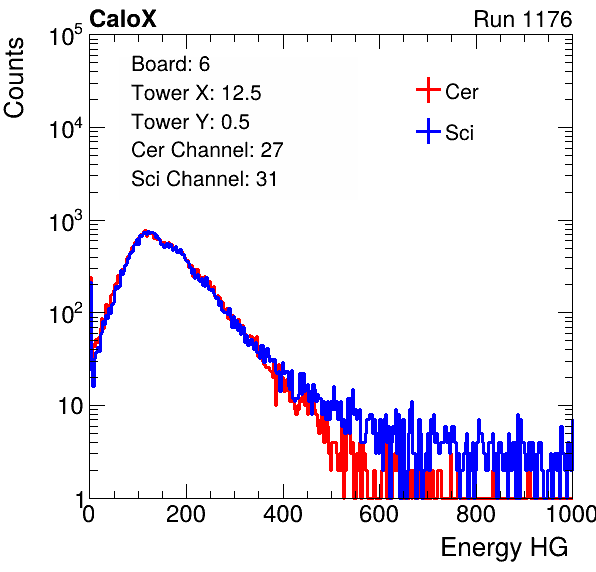 CaloX Run 1176
Counts
10^5
10^4
10^3
10^2
10
1
Board: 6
Tower X: 12.5
Tower Y: 0.5
Cer Channel: 27
Sci Channel: 31
Cer
Sci
0 200 400 600 800 1000
Energy HG